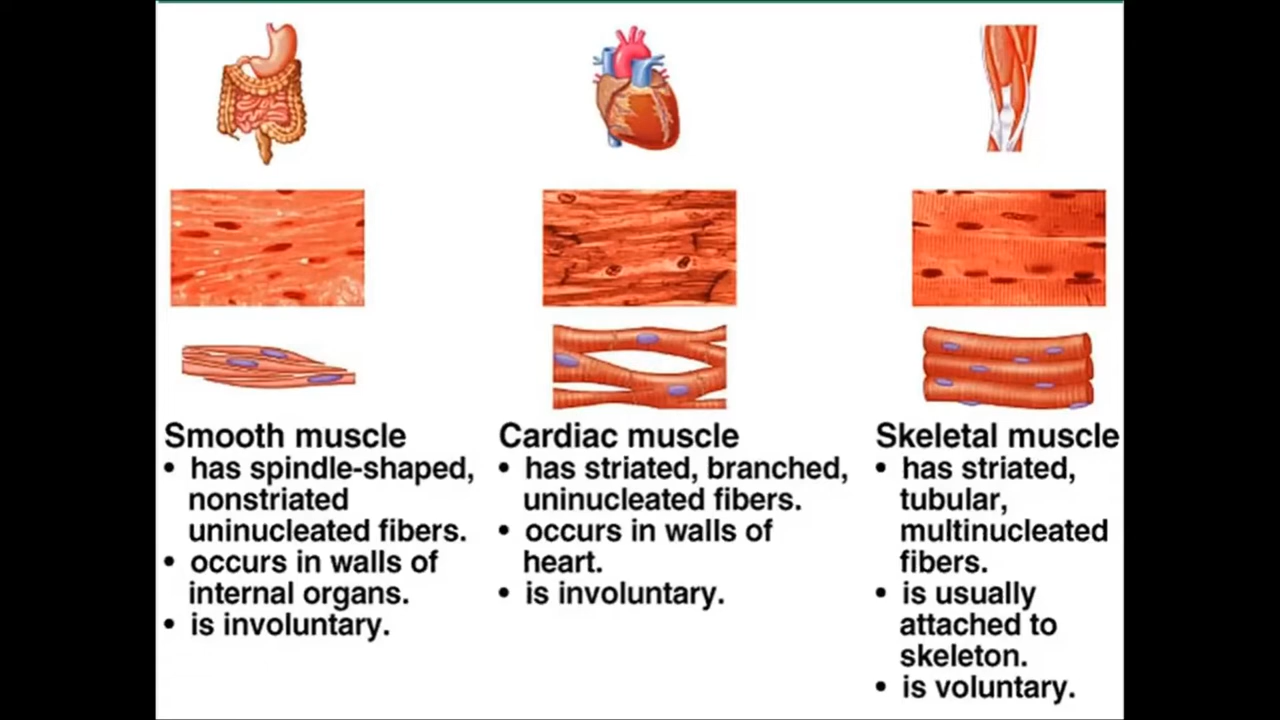 Smooth muscle
• has spindle-shaped,
nonstriated
uninucleated fibers.
• occurs in walls of
internal organs.
• is involuntary.
Cardiac muscle
• has striated, branched,
uninucleated fibers.
• occurs in walls of
heart.
• is involuntary.
Skeletal muscle
• has striated,
tubular,
multinucleated
fibers.
• is usually
attached to
skeleton.
• is voluntary.